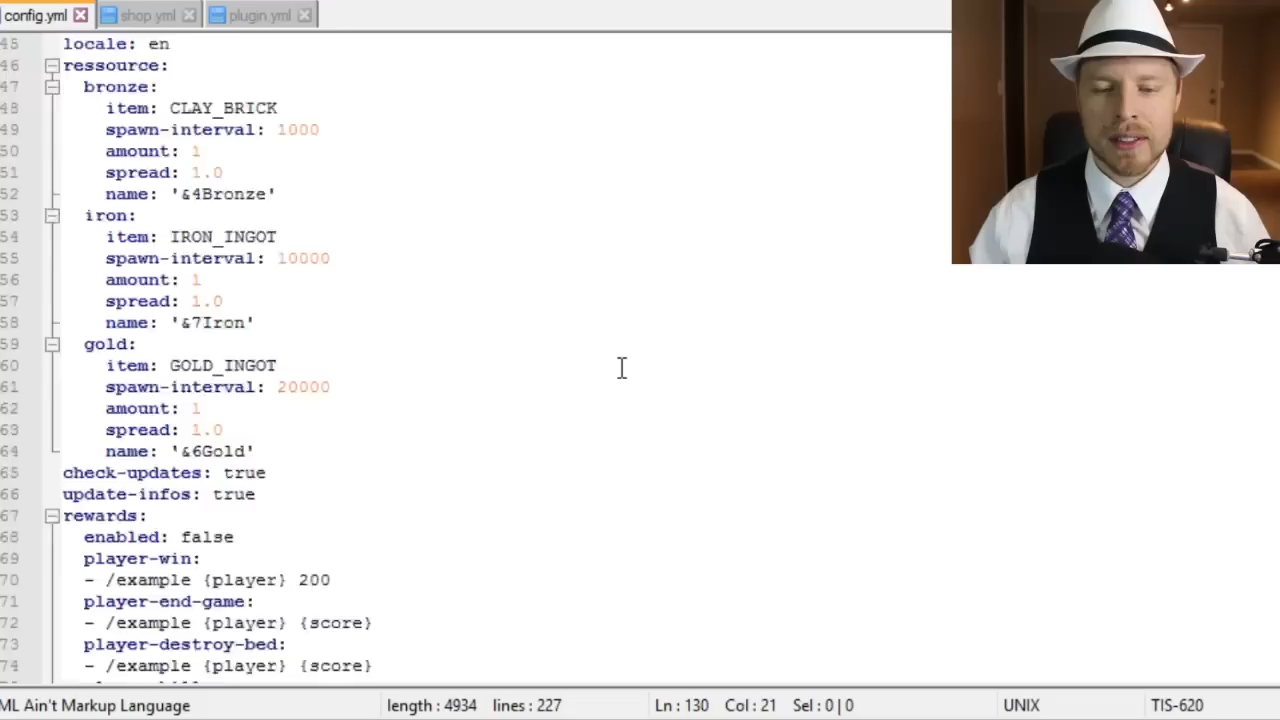 config.yml shop.yml plugin.yml
45 locale: en
46 ressource:
47 bronze:
48 item: CLAY_BRICK
49 spawn-interval: 1000
50 amount: 1
51 spread: 1.0
52 name: '&4Bronze'
53 iron:
54 item: IRON_INGOT
55 spawn-interval: 10000
56 amount: 1
57 spread: 1.0
58 name: '&7Iron'
59 gold:
60 item: GOLD_INGOT
61 spawn-interval: 20000
62 amount: 1
63 spread: 1.0
64 name: '&6Gold'
65 check-updates: true
66 update-infos: true
67 rewards:
68 enabled: false
69 player-win:
70 - /example {player} 200
71 player-end-game:
72 - /example {player} {score}
73 player-destroy-bed:
74 - /example {player} {score}
ML Ain't Markup Language length : 4934 lines : 227 Ln : 130 Col : 21 Sel : 0 | 0 UNIX TIS-620